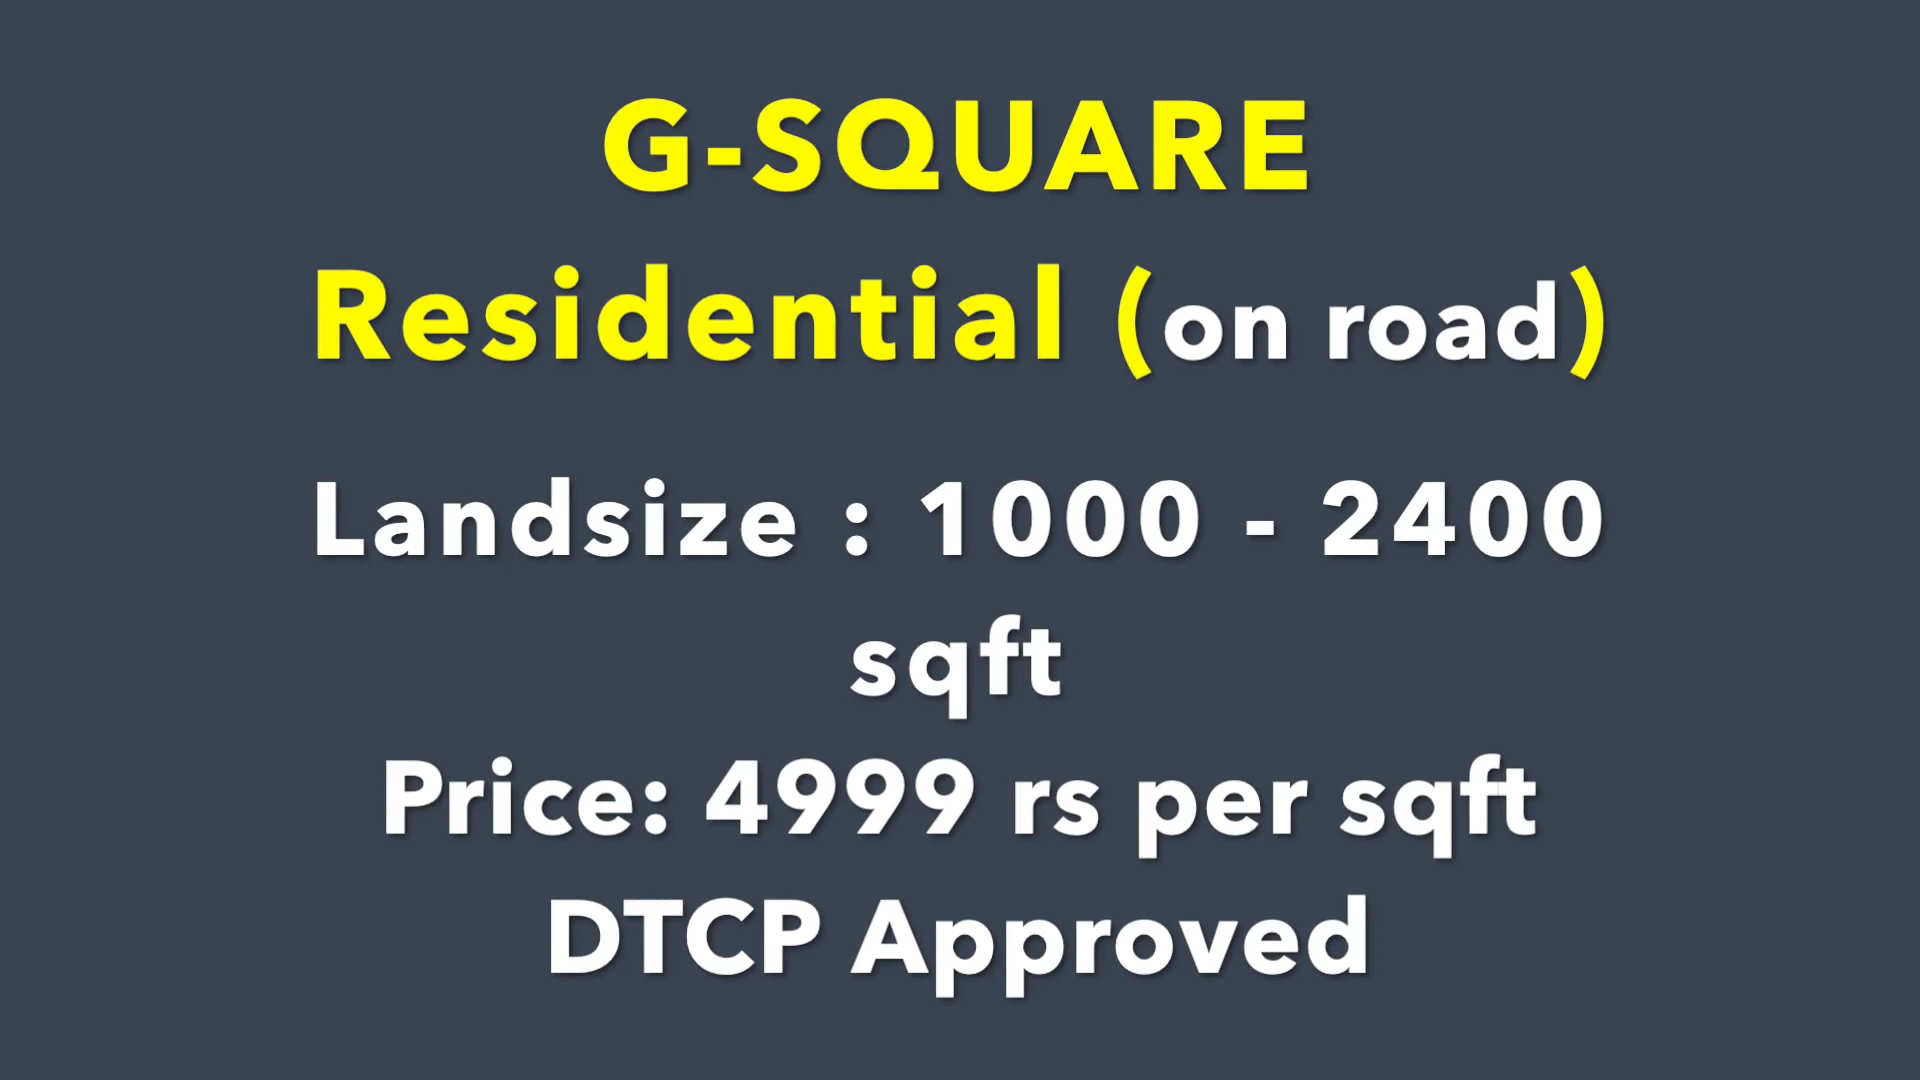 G-SQUARE
Residential (on road)
Landsize : 1000 - 2400
sqft
Price: 4999 rs per sqft
DTCP Approved